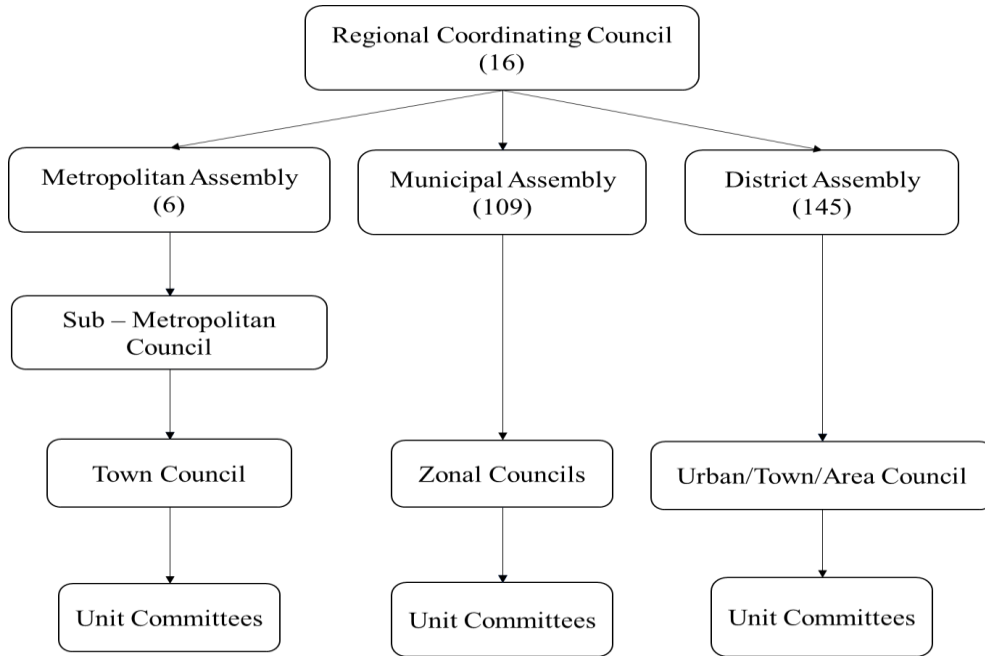 Regional Coordinating Council
(16)
Metropolitan Assembly
(6)
Municipal Assembly
(109)
District Assembly
(145)
Sub – Metropolitan
Council
Town Council
Zonal Councils
Urban/Town/Area Council
Unit Committees
Unit Committees
Unit Committees